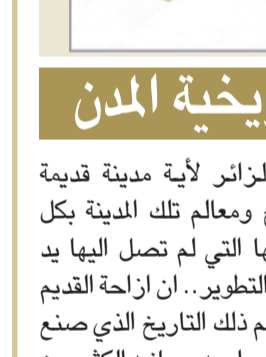 يخية المدن
لزائر لأية مدينة قديمة
ومعالم تلك المدينة بكل
ها التي لم تصل اليها يد
التطوير.. ان ازاحة القديم
م ذلك التاريخ الذي صنع